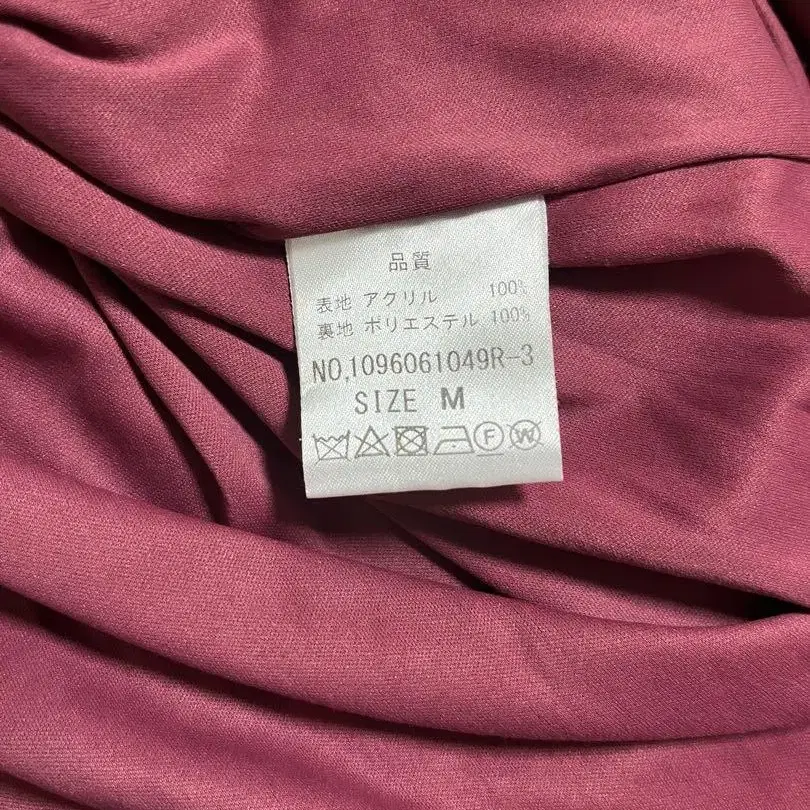 品質
表地 アクリル 100%
裏地 ポリエステル 100%
NO,1096061049R-3
SIZE M
F W